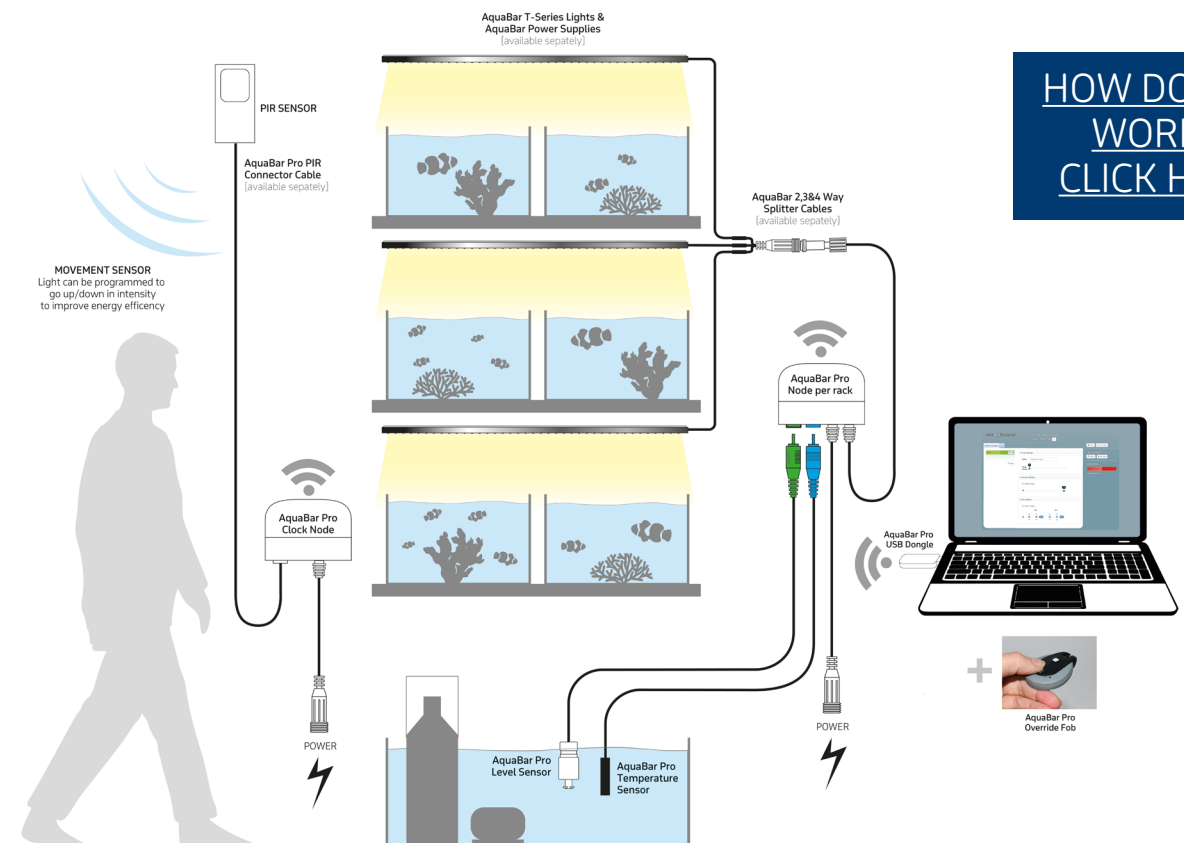 AquaBar T-Series Lights &
AquaBar Power Supplies
(available sepately)
PIR SENSOR
AquaBar Pro PIR
Connector Cable
(available sepately)
MOVEMENT SENSOR
Light can be programmed to
go up/down in intensity
to improve energy efficency
AquaBar 2,3&4 Way
Splitter Cables
(available sepately)
HOW DO
WOR
CLICK H
AquaBar Pro
Node per rack
AquaBar Pro
Clock Node
POWER
AquaBar Pro
USB Dongle
AquaBar Pro
Override Fob
POWER
AquaBar Pro
Level Sensor
AquaBar Pro
Temperature
Sensor